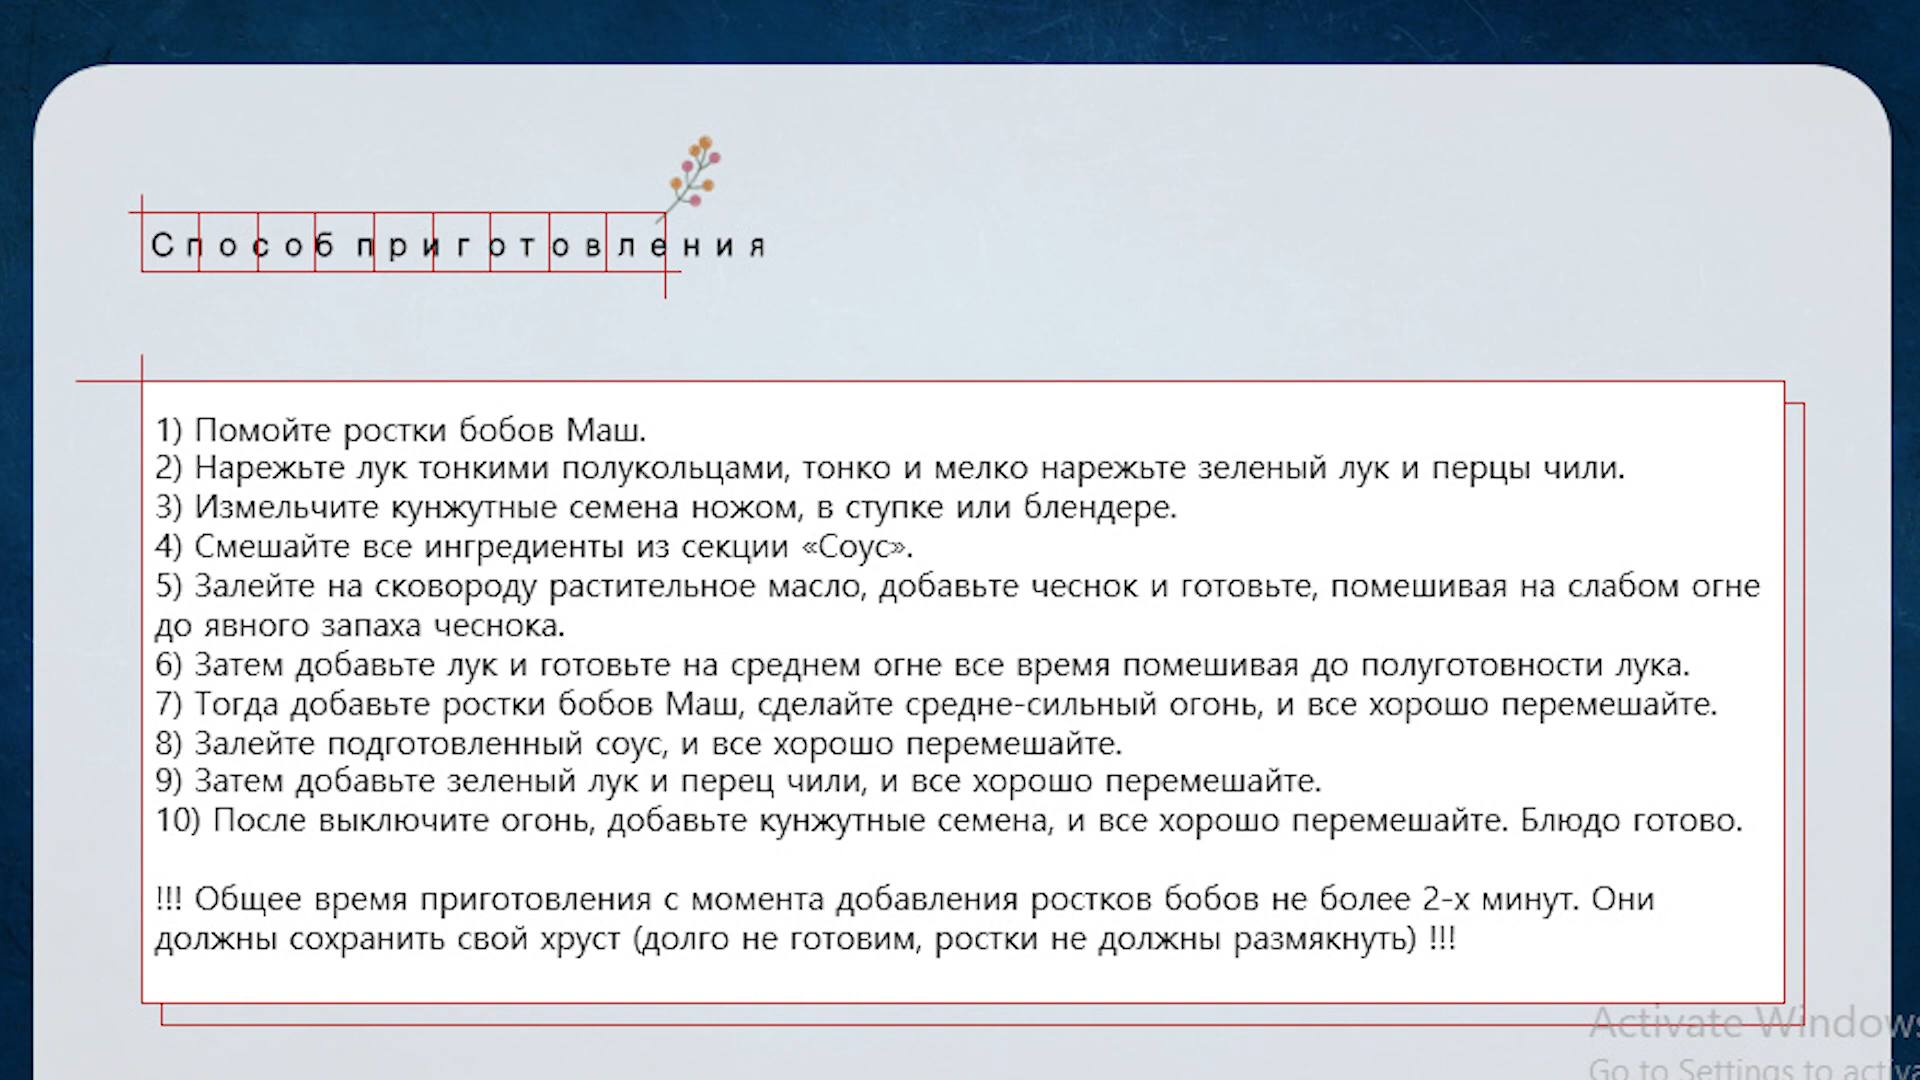 Способ приготовления
1) Помойте ростки бобов Маш.
2) Нарежьте лук тонкими полукольцами, тонко и мелко нарежьте зеленый лук и перцы чили.
3) Измельчите кунжутные семена ножом, в ступке или блендере.
4) Смешайте все ингредиенты из секции «Соус».
5) Залейте на сковороду растительное масло, добавьте чеснок и готовьте, помешивая на слабом огне
до явного запаха чеснока.
6) Затем добавьте лук и готовьте на среднем огне все время помешивая до полуготовности лука.
7) Тогда добавьте ростки бобов Маш, сделайте средне-сильный огонь, и все хорошо перемешайте.
8) Залейте подготовленный соус, и все хорошо перемешайте.
9) Затем добавьте зеленый лук и перец чили, и все хорошо перемешайте.
10) После выключите огонь, добавьте кунжутные семена, и все хорошо перемешайте. Блюдо готово.
!!! Общее время приготовления с момента добавления ростков бобов не более 2-х минут. Они
должны сохранить свой хруст (долго не готовим, ростки не должны размякнуть) !!!
Activate Windows
Go to Settings to activa